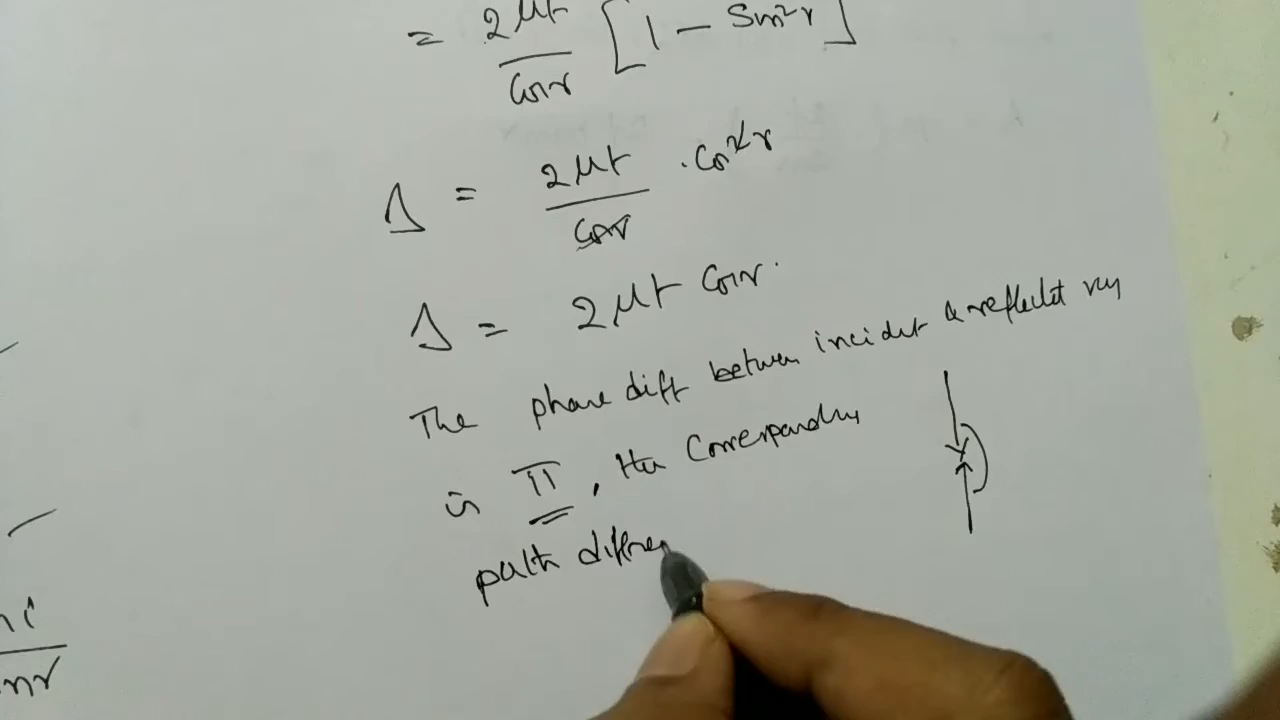 = 2μt/cosr [1 - Sin²r]
Δ = 2μt/cosr . cos²r
Δ = 2μt cosr.
The phase diff between incident & reflected ray
is π, the corresponding
path differe